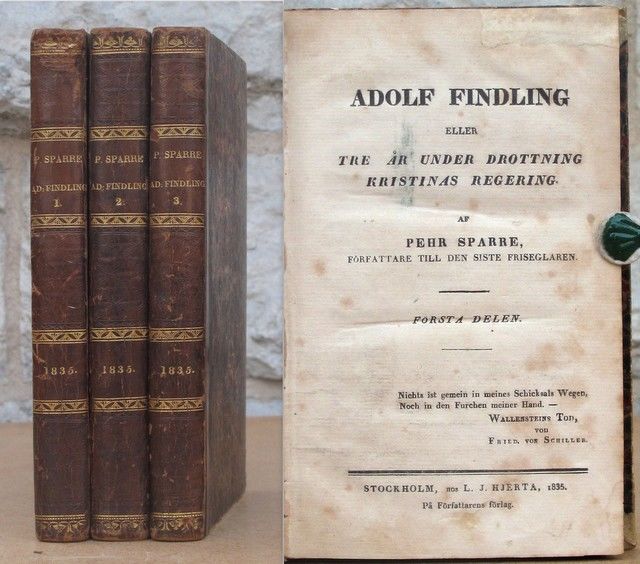 P. SPARRE
AD: FINDLING
1.
1835.
P. SPARRE
AD: FINDLING
2.
1835.
P. SPARRE
AD: FINDLING
3.
1835.
ADOLF FINDLING
ELLER
TRE ÅR UNDER DROTTNING
KRISTINAS REGERING.
AF
PEHR SPARRE,
FÖRFATTARE TILL DEN SISTE FRISEGLAREN.
FÖRSTA DELEN.
Nichts ist gemein in meines Schicksals Wegen,
Noch in den Furchen meiner Hand. —
WALLENSTEINS TOD,
VON
FRIED. VON SCHILLER.
STOCKHOLM, HOS L. J. HJERTA, 1835.
På Författarens förlag.